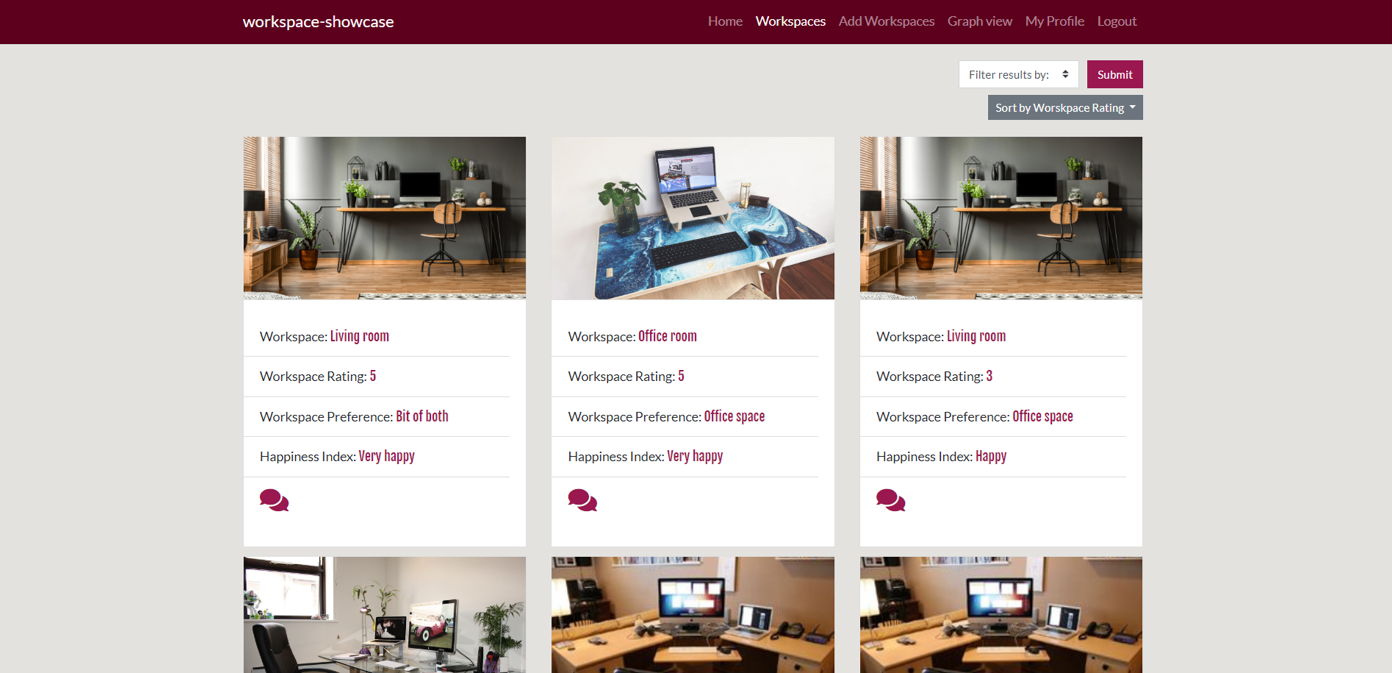 workspace-showcase Home Workspaces Add Workspaces Graph view My Profile Logout
Filter results by: Submit
Sort by Worskpace Rating
Workspace: Living room
Workspace Rating: 5
Workspace Preference: Bit of both
Happiness Index: Very happy
Workspace: Office room
Workspace Rating: 5
Workspace Preference: Office space
Happiness Index: Very happy
Workspace: Living room
Workspace Rating: 3
Workspace Preference: Office space
Happiness Index: Happy